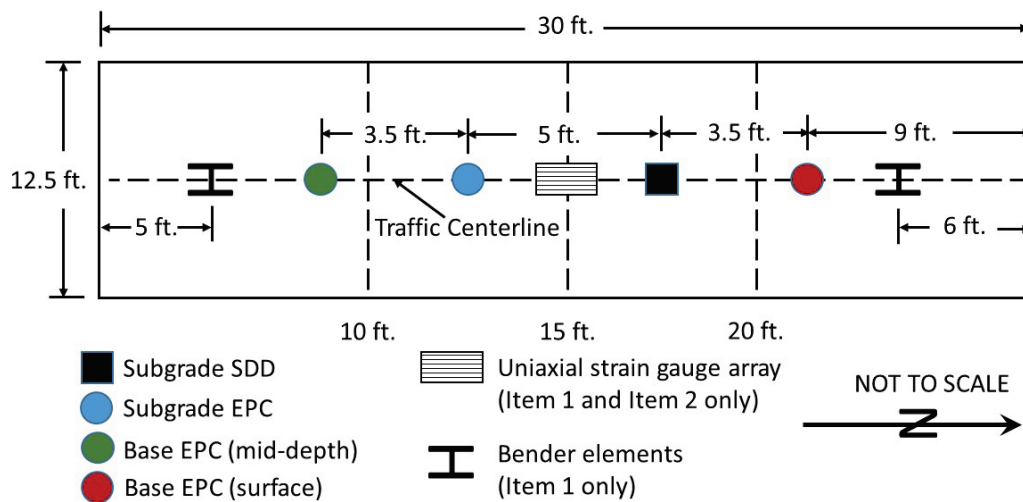 30 ft.
3.5 ft.
5 ft.
3.5 ft.
9 ft.
12.5 ft.
5 ft.
Traffic Centerline
6 ft.
10 ft.
15 ft.
20 ft.
Subgrade SDD
Subgrade EPC
Base EPC (mid-depth)
Base EPC (surface)
Uniaxial strain gauge array
(Item 1 and Item 2 only)
Bender elements
(Item 1 only)
NOT TO SCALE
N